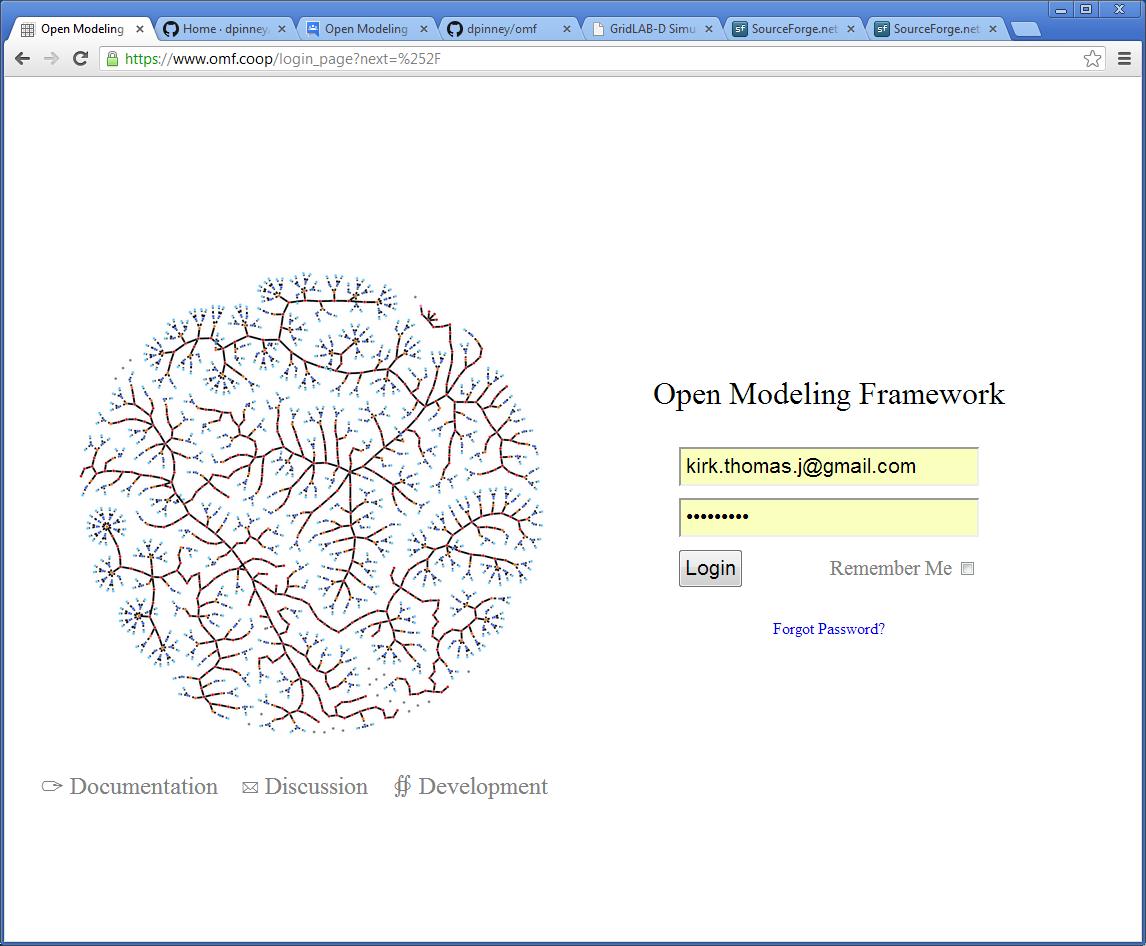 Open Modeling
Home · dpinney/
Open Modeling
dpinney/omf
GridLAB-D Simu
SourceForge.net
SourceForge.net
https://www.omf.coop/login_page?next=%252F
Open Modeling Framework
kirk.thomas.j@gmail.com
•••••••••
Login Remember Me
Forgot Password?
Documentation Discussion Development